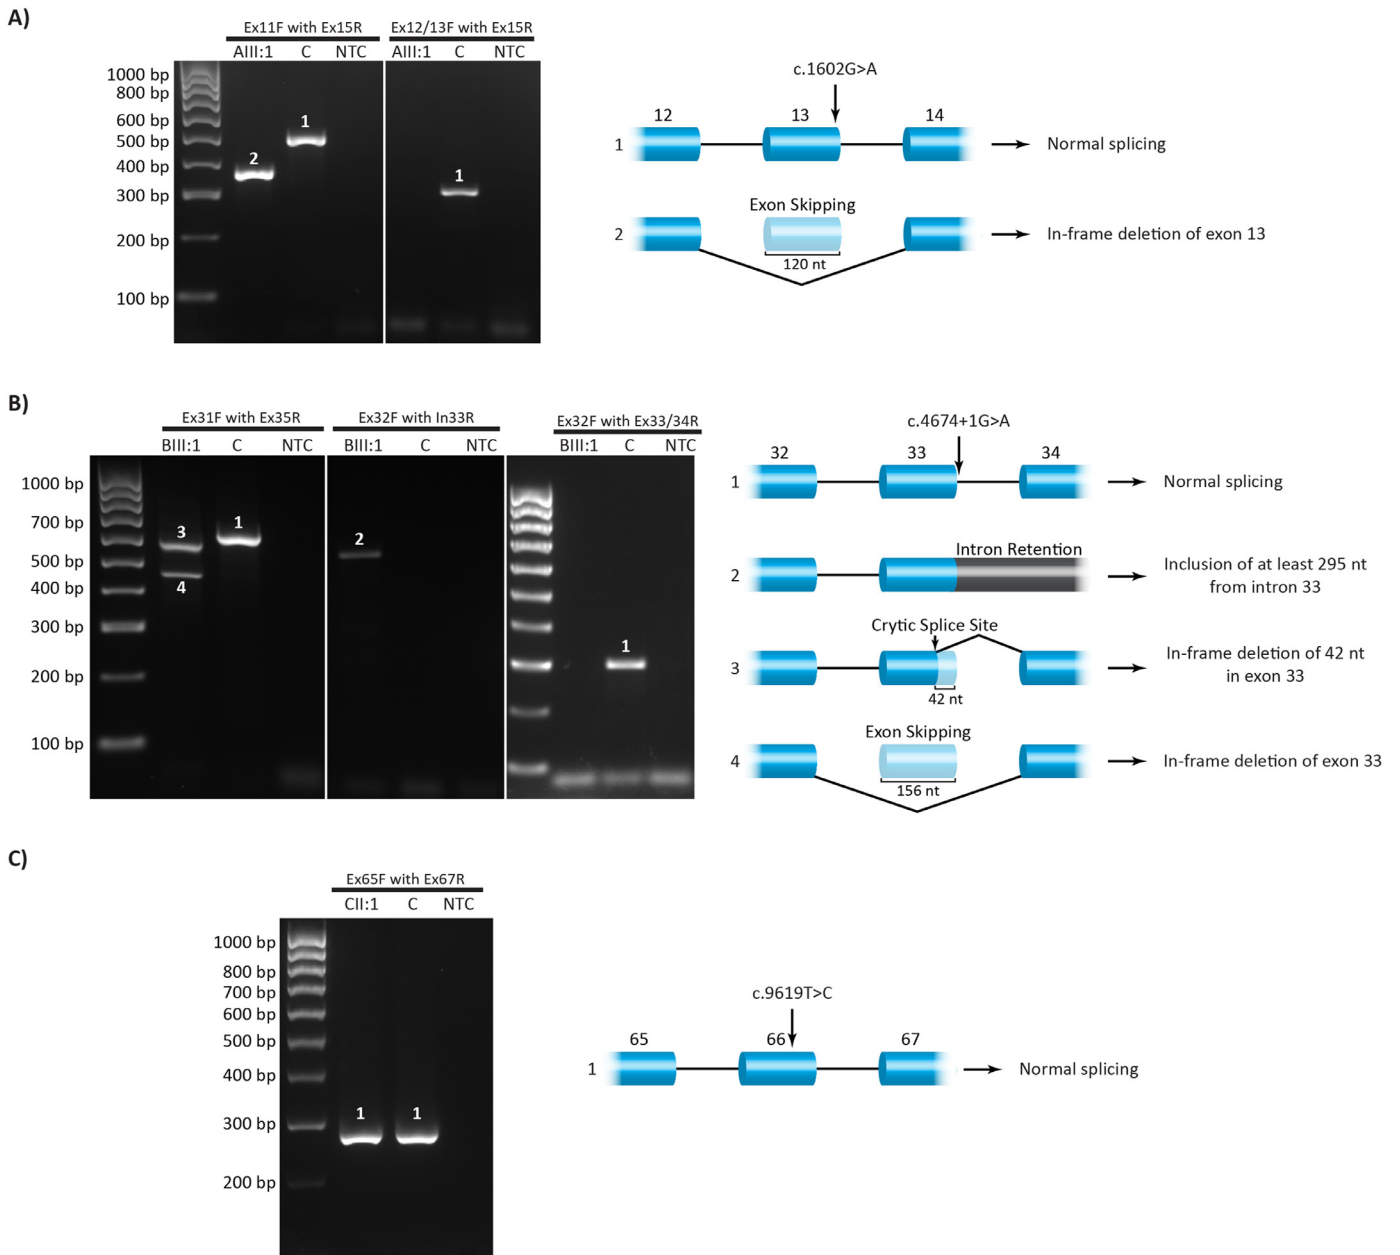 A)
Ex11F with Ex15R
Ex12/13F with Ex15R
AIII:1 C NTC
AIII:1 C NTC
1000 bp
800 bp
600 bp
500 bp
400 bp
300 bp
200 bp
100 bp
1
2
1
c.1602G>A
12 13 14
1 Normal splicing
Exon Skipping
2 In-frame deletion of exon 13
120 nt
B)
Ex31F with Ex35R
Ex32F with In33R
Ex32F with Ex33/34R
BIII:1 C NTC
BIII:1 C NTC
BIII:1 C NTC
1000 bp
700 bp
500 bp
400 bp
300 bp
200 bp
100 bp
3 1
4
2
1
c.4674+1G>A
32 33 34
1 Normal splicing
Intron Retention
2 Inclusion of at least 295 nt
from intron 33
Crytic Splice Site
3 In-frame deletion of 42 nt
in exon 33
42 nt
Exon Skipping
4 In-frame deletion of exon 33
156 nt
C)
Ex65F with Ex67R
CII:1 C NTC
1000 bp
800 bp
700 bp
600 bp
500 bp
400 bp
300 bp
200 bp
1 1
c.9619T>C
65 66 67
1 Normal splicing